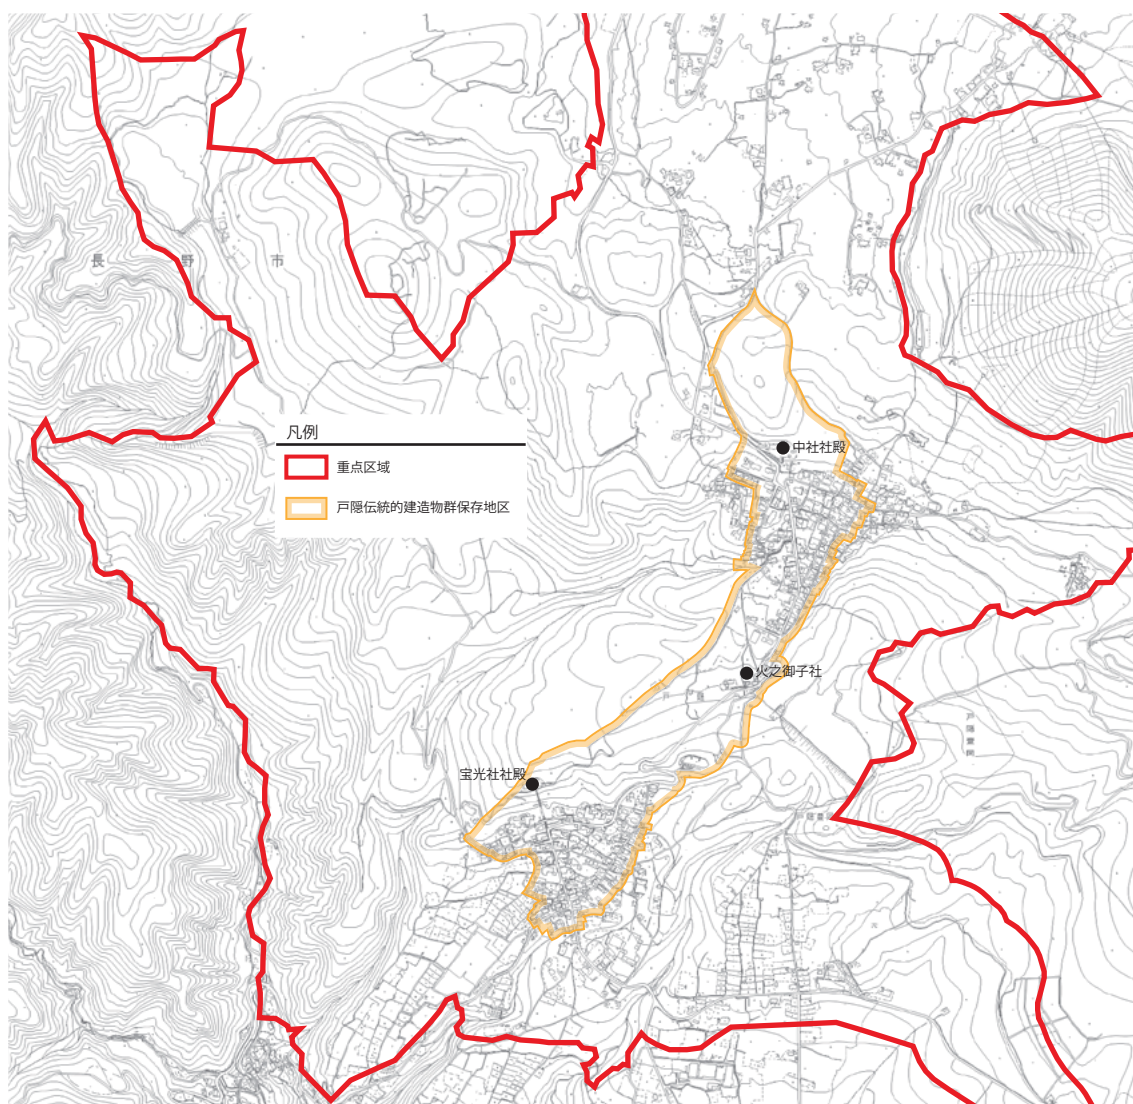 長 野 市
凡例
重点区域
戸隠伝統的建造物群保存地区
中社社殿
火之御子社
宝光社社殿